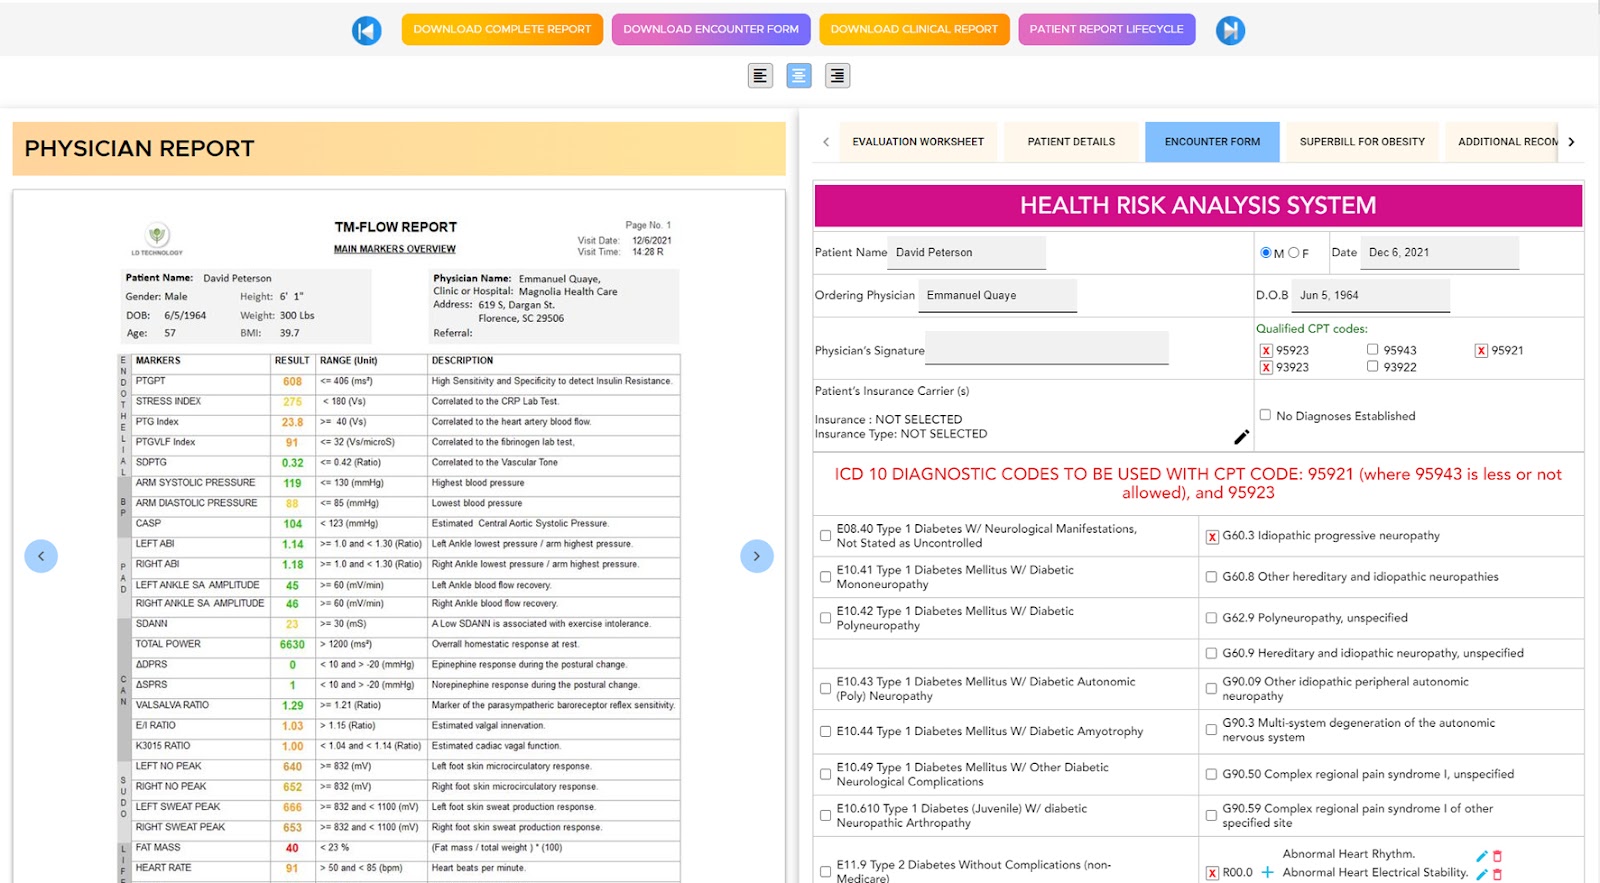 DOWNLOAD COMPLETE REPORT
DOWNLOAD ENCOUNTER FORM
DOWNLOAD CLINICAL REPORT
PATIENT REPORT LIFECYCLE
PHYSICIAN REPORT
LD TECHNOLOGY
TM-FLOW REPORT
MAIN MARKERS OVERVIEW
Page No. 1
Visit Date: 12/6/2021
Visit Time: 14:28 R
Patient Name: David Peterson
Gender: Male Height: 6' 1"
DOB: 6/5/1964 Weight: 300 Lbs
Age: 57 BMI: 39.7
Physician Name: Emmanuel Quaye,
Clinic or Hospital: Magnolia Health Care
Address: 619 S, Dargan St.
Florence, SC 29506
Referral:
ENDOTHELIAL
BP
PAD
CAN
SUDO
LIFE
MARKERS RESULT RANGE (Unit) DESCRIPTION
PTGPT 608 <= 406 (ms²) High Sensitivity and Specificity to detect Insulin Resistance.
STRESS INDEX 275 < 180 (Vs) Correlated to the CRP Lab Test.
PTG Index 23.8 >= 40 (Vs) Correlated to the heart artery blood flow.
PTGVLF Index 91 <= 32 (Vs/microS) Correlated to the fibrinogen lab test,
SDPTG 0.32 <= 0.42 (Ratio) Correlated to the Vascular Tone
ARM SYSTOLIC PRESSURE 119 <= 130 (mmHg) Highest blood pressure
ARM DIASTOLIC PRESSURE 88 <= 85 (mmHg) Lowest blood pressure
CASP 104 < 123 (mmHg) Estimated Central Aortic Systolic Pressure.
LEFT ABI 1.14 >= 1.0 and < 1.30 (Ratio) Left Ankle lowest pressure / arm highest pressure.
RIGHT ABI 1.18 >= 1.0 and < 1.30 (Ratio) Right Ankle lowest pressure / arm highest pressure.
LEFT ANKLE SA AMPLITUDE 45 >= 60 (mV/min) Left Ankle blood flow recovery.
RIGHT ANKLE SA AMPLITUDE 46 >= 60 (mV/min) Right Ankle blood flow recovery.
SDANN 23 >= 30 (mS) A Low SDANN is associated with exercise intolerance.
TOTAL POWER 6630 > 1200 (ms²) Overrall homestatic response at rest.
ΔDPRS 0 < 10 and > -20 (mmHg) Epinephine response during the postural change.
ΔSPRS 1 < 10 and > -20 (mmHg) Norepinephine response during the postural change.
VALSALVA RATIO 1.29 >= 1.21 (Ratio) Marker of the parasympatheric baroreceptor reflex sensitivity.
E/I RATIO 1.03 > 1.15 (Ratio) Estimated valgal innervation.
K3015 RATIO 1.00 < 1.04 and < 1.14 (Ratio) Estimated cadiac vagal function.
LEFT NO PEAK 640 >= 832 (mV) Left foot skin microcirculatory response.
RIGHT NO PEAK 652 >= 832 (mV) Right foot skin microcirculatory response.
LEFT SWEAT PEAK 666 >= 832 and < 1100 (mV) Left foot skin sweat production response.
RIGHT SWEAT PEAK 653 >= 832 and < 1100 (mV) Right foot skin sweat production response.
FAT MASS 40 < 23 % (Fat mass / total weight ) * (100)
HEART RATE 91 > 50 and < 85 (bpm) Heart beats per minute.
EVALUATION WORKSHEET
PATIENT DETAILS
ENCOUNTER FORM
SUPERBILL FOR OBESITY
ADDITIONAL RECOM
HEALTH RISK ANALYSIS SYSTEM
Patient Name David Peterson M F Date Dec 6, 2021
Ordering Physician Emmanuel Quaye D.O.B Jun 5, 1964
Physician's Signature
Qualified CPT codes:
X 95923 95943 X 95921
X 93923 93922
Patient's Insurance Carrier (s)
Insurance : NOT SELECTED
Insurance Type: NOT SELECTED
No Diagnoses Established
ICD 10 DIAGNOSTIC CODES TO BE USED WITH CPT CODE: 95921 (where 95943 is less or not
allowed), and 95923
E08.40 Type 1 Diabetes W/ Neurological Manifestations,
Not Stated as Uncontrolled
X G60.3 Idiopathic progressive neuropathy
E10.41 Type 1 Diabetes Mellitus W/ Diabetic
Mononeuropathy
G60.8 Other hereditary and idiopathic neuropathies
E10.42 Type 1 Diabetes Mellitus W/ Diabetic
Polyneuropathy
G62.9 Polyneuropathy, unspecified
G60.9 Hereditary and idiopathic neuropathy, unspecified
E10.43 Type 1 Diabetes Mellitus W/ Diabetic Autonomic
(Poly) Neuropathy
G90.09 Other idiopathic peripheral autonomic
neuropathy
E10.44 Type 1 Diabetes Mellitus W/ Diabetic Amyotrophy
G90.3 Multi-system degeneration of the autonomic
nervous system
E10.49 Type 1 Diabetes Mellitus W/ Other Diabetic
Neurological Complications
G90.50 Complex regional pain syndrome I, unspecified
E10.610 Type 1 Diabetes (Juvenile) W/ diabetic
Neuropathic Arthropathy
G90.59 Complex regional pain syndrome I of other
specified site
E11.9 Type 2 Diabetes Without Complications (non-
Medicare)
Abnormal Heart Rhythm.
X R00.0 + Abnormal Heart Electrical Stability.